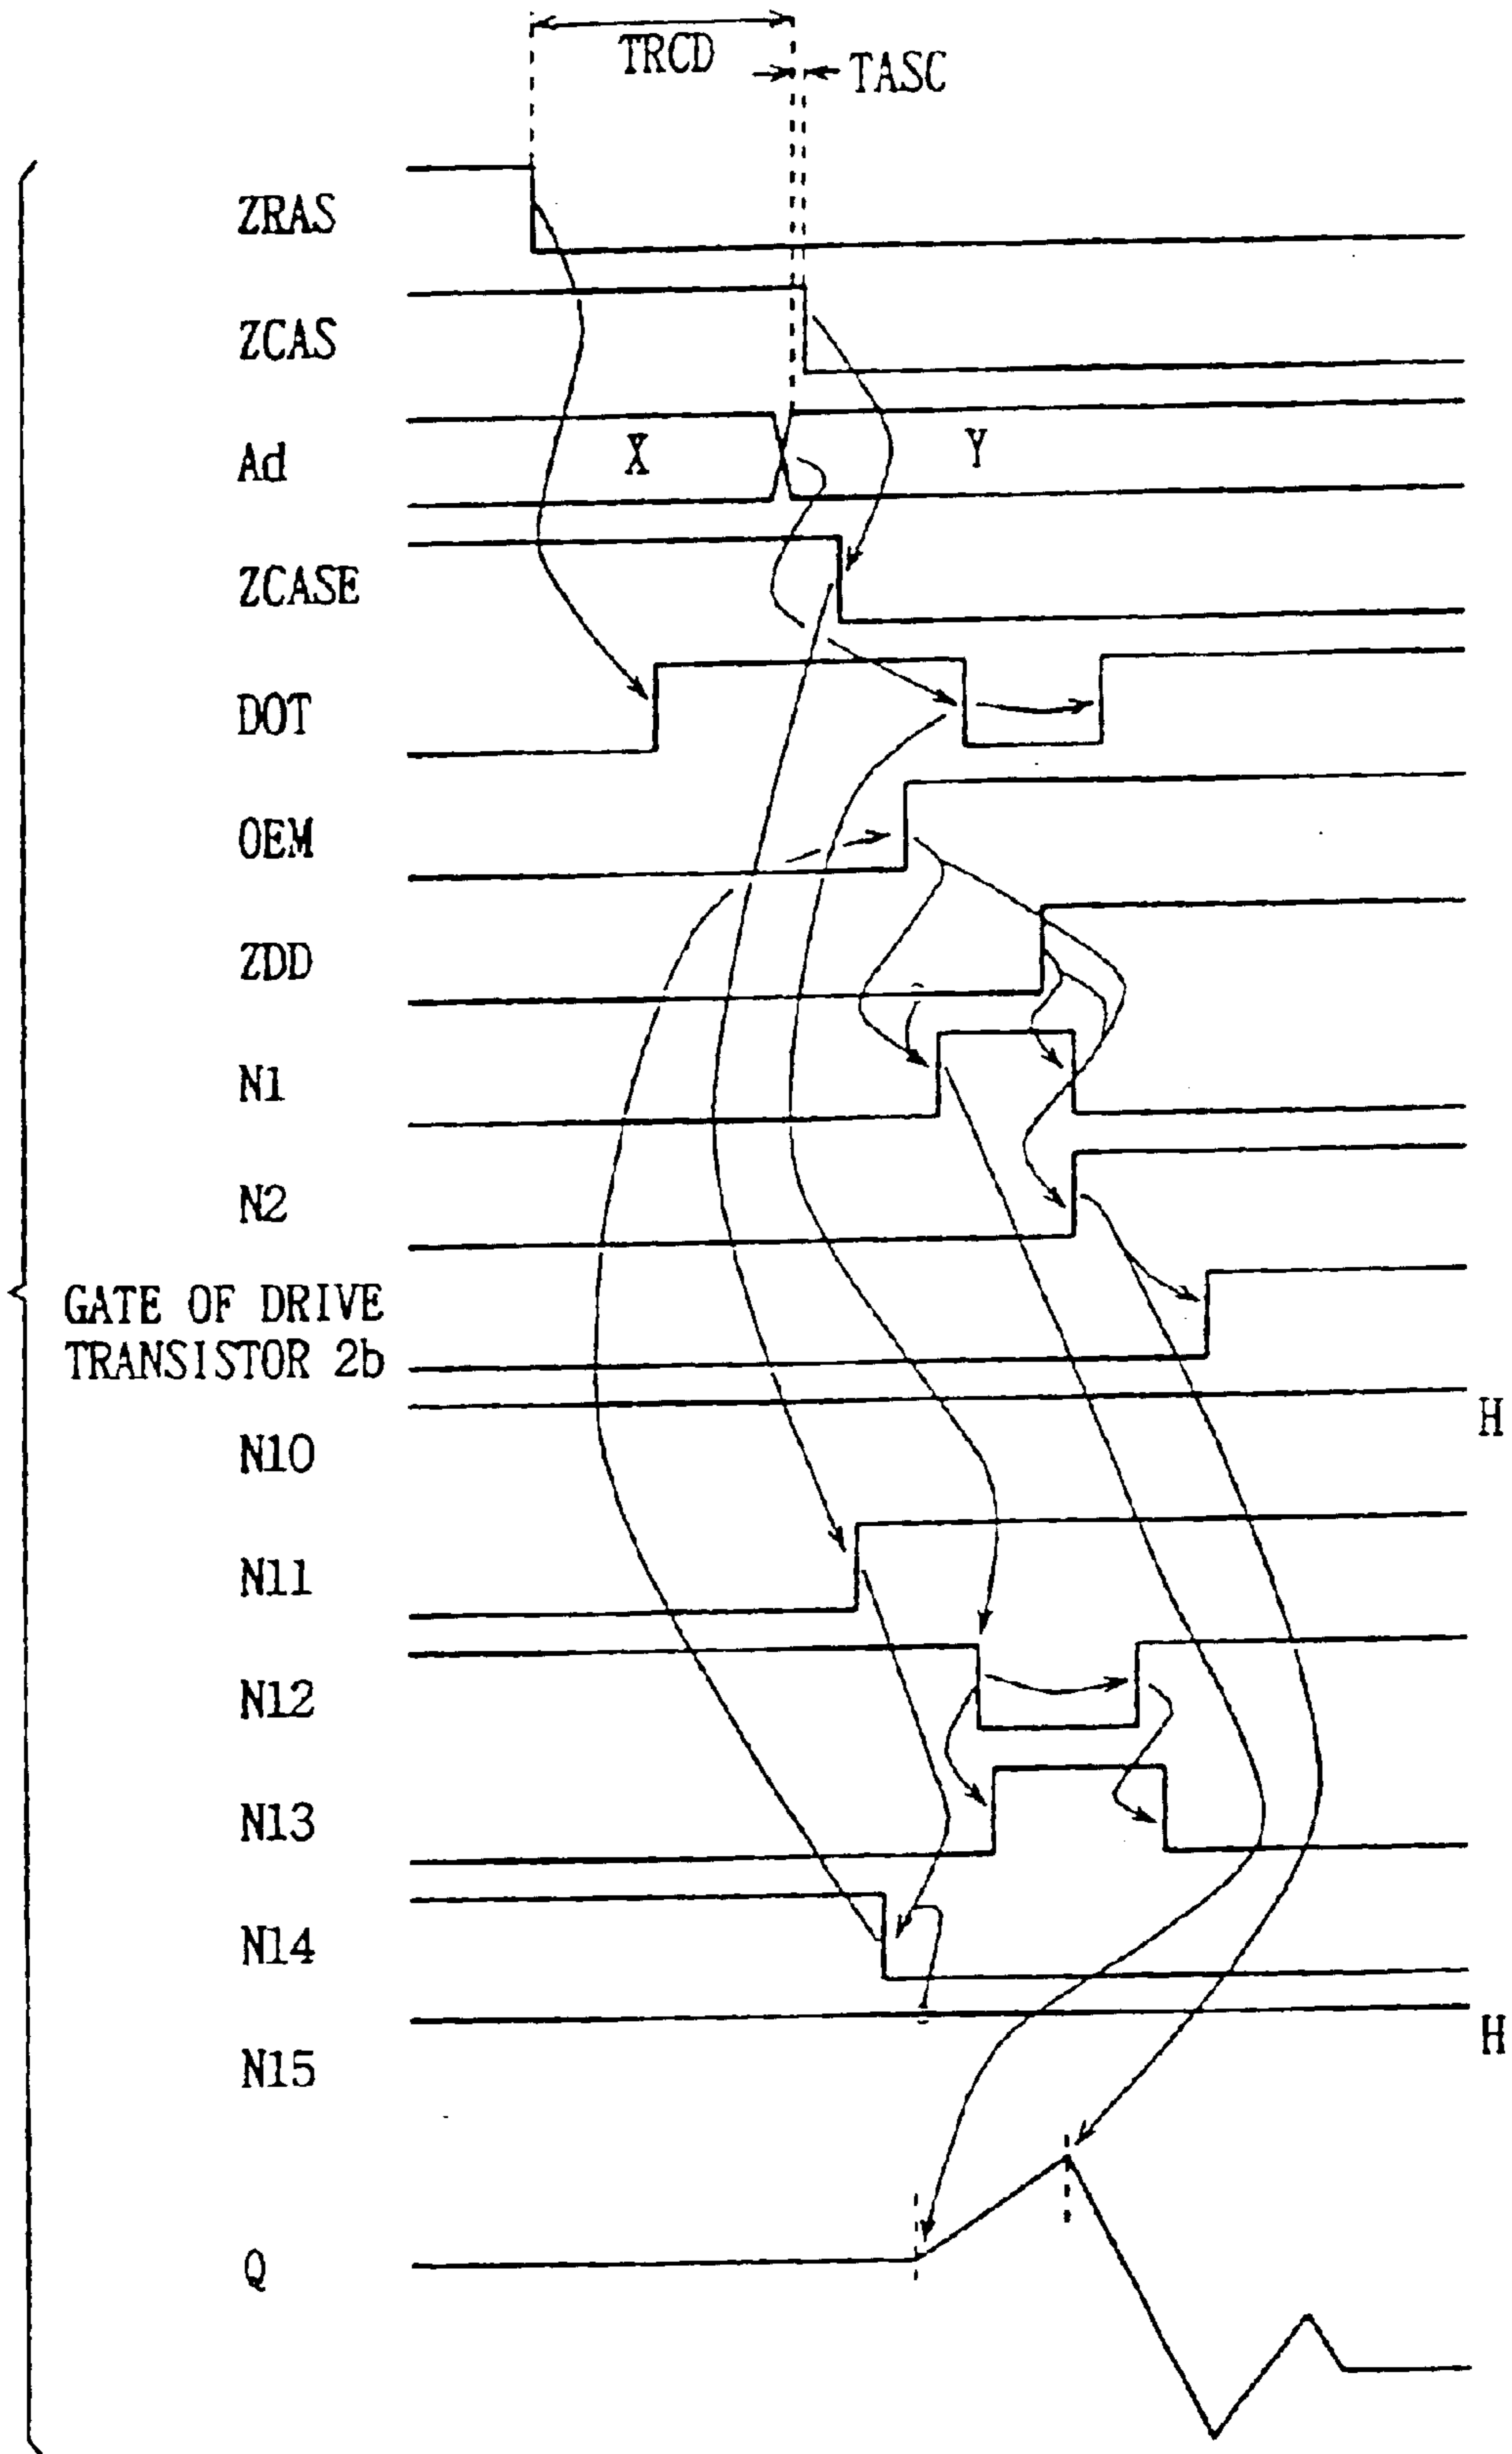 TRCD
TASC
ZRAS
ZCAS
Ad X Y
ZCASE
DOT
OEM
ZDD
N1
N2
GATE OF DRIVE
TRANSISTOR 2b
H
N10
N11
N12
N13
N14
H
N15
Q